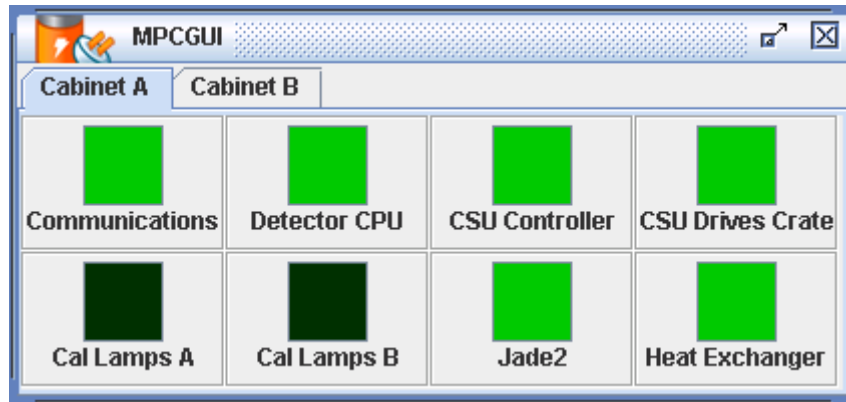 MPCGUI
Cabinet A Cabinet B
Communications Detector CPU CSU Controller CSU Drives Crate
Cal Lamps A Cal Lamps B Jade2 Heat Exchanger